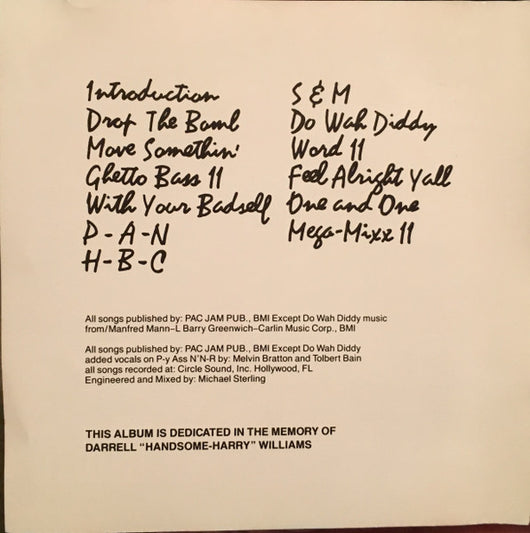 Introduction
Drop The Bomb
Move Somethin'
Ghetto Bass 11
With Your Badself
P-A-N
H-B-C
S & M
Do Wah Diddy
Word 11
Feel Alright Yall
One and One
Mega-Mixx 11
All songs published by: PAC JAM PUB., BMI Except Do Wah Diddy music
from/Manfred Mann–L Barry Greenwich–Carlin Music Corp., BMI
All songs published by: PAC JAM PUB., BMI Except Do Wah Diddy
added vocals on P-y Ass N'N-R by: Melvin Bratton and Tolbert Bain
all songs recorded at: Circle Sound, Inc. Hollywood, FL
Engineered and Mixed by: Michael Sterling
THIS ALBUM IS DEDICATED IN THE MEMORY OF
DARRELL "HANDSOME-HARRY" WILLIAMS